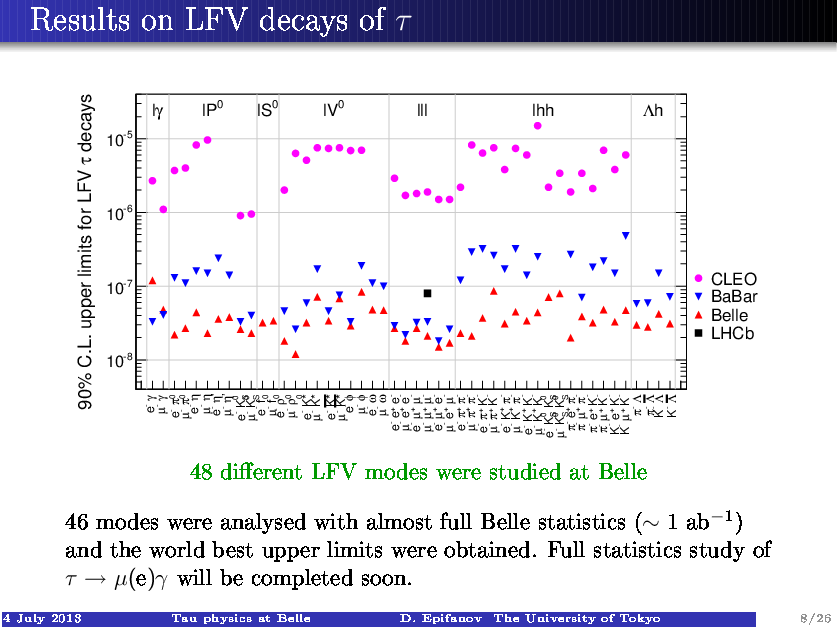 Results on LFV decays of τ
lγ lP⁰ lS⁰ lV⁰ lll lhh Λh
90% C.L. upper limits for LFV τ decays
10⁻⁵
10⁻⁶
10⁻⁷
10⁻⁸
CLEO
BaBar
Belle
LHCb
48 different LFV modes were studied at Belle
46 modes were analysed with almost full Belle statistics (∼ 1 ab⁻¹)
and the world best upper limits were obtained. Full statistics study of
τ → μ(e)γ will be completed soon.
4 July 2013 Tau physics at Belle D. Epifanov The University of Tokyo 8/26